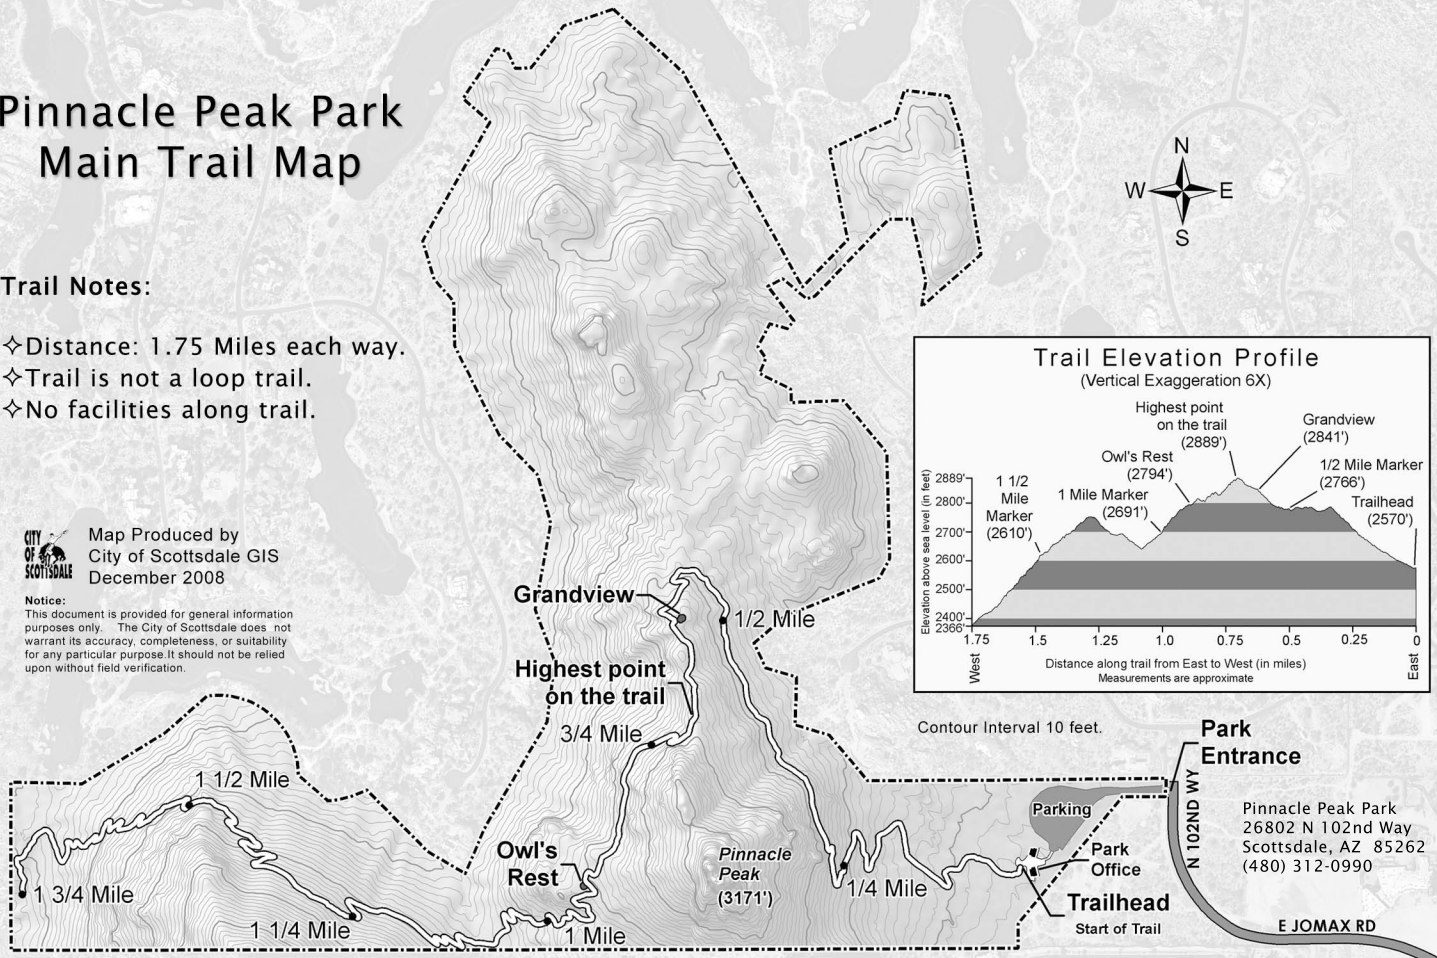 Pinnacle Peak Park
Main Trail Map
N
W E
S
Trail Notes:
✧Distance: 1.75 Miles each way.
✧Trail is not a loop trail.
✧No facilities along trail.
CITY
OF
SCOTTSDALE
Map Produced by
City of Scottsdale GIS
December 2008
Notice:
This document is provided for general information
purposes only. The City of Scottsdale does not
warrant its accuracy, completeness, or suitability
for any particular purpose.It should not be relied
upon without field verification.
Trail Elevation Profile
(Vertical Exaggeration 6X)
Highest point
on the trail
(2889')
Grandview
(2841')
Owl's Rest
(2794')
1/2 Mile Marker
(2766')
1 1/2
Mile
Marker
(2610')
1 Mile Marker
(2691')
Trailhead
(2570')
Elevation above sea level (in feet)
2889'
2800'
2700'
2600'
2500'
2400'
2366'
1.75 1.5 1.25 1.0 0.75 0.5 0.25 0
West
East
Distance along trail from East to West (in miles)
Measurements are approximate
Contour Interval 10 feet.
Grandview
1/2 Mile
Highest point
on the trail
3/4 Mile
1 1/2 Mile
Owl's
Rest
1 3/4 Mile
1 1/4 Mile
1 Mile
Pinnacle
Peak
(3171')
1/4 Mile
Parking
Park
Office
Trailhead
Start of Trail
Park
Entrance
N 102ND WY
E JOMAX RD
Pinnacle Peak Park
26802 N 102nd Way
Scottsdale, AZ 85262
(480) 312-0990